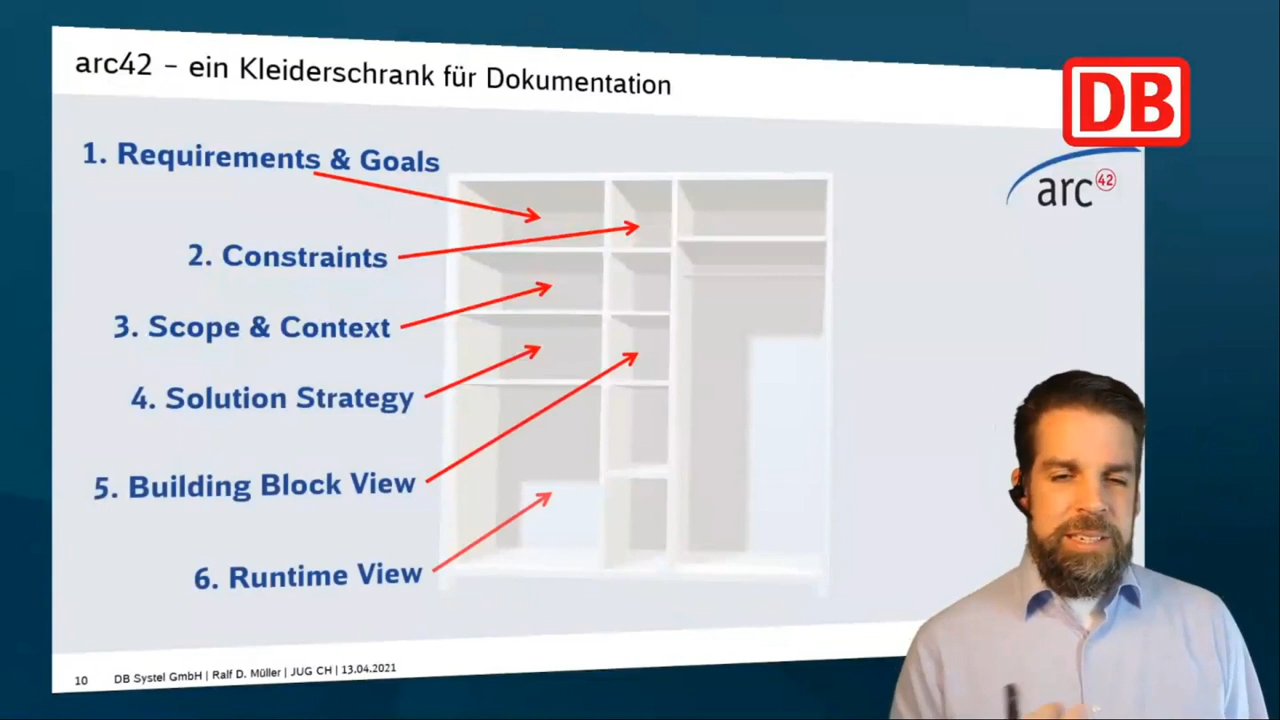 arc42 – ein Kleiderschrank für Dokumentation
DB
arc42
1. Requirements & Goals
2. Constraints
3. Scope & Context
4. Solution Strategy
5. Building Block View
6. Runtime View
10 DB Systel GmbH | Ralf D. Müller | JUG CH | 13.04.2021